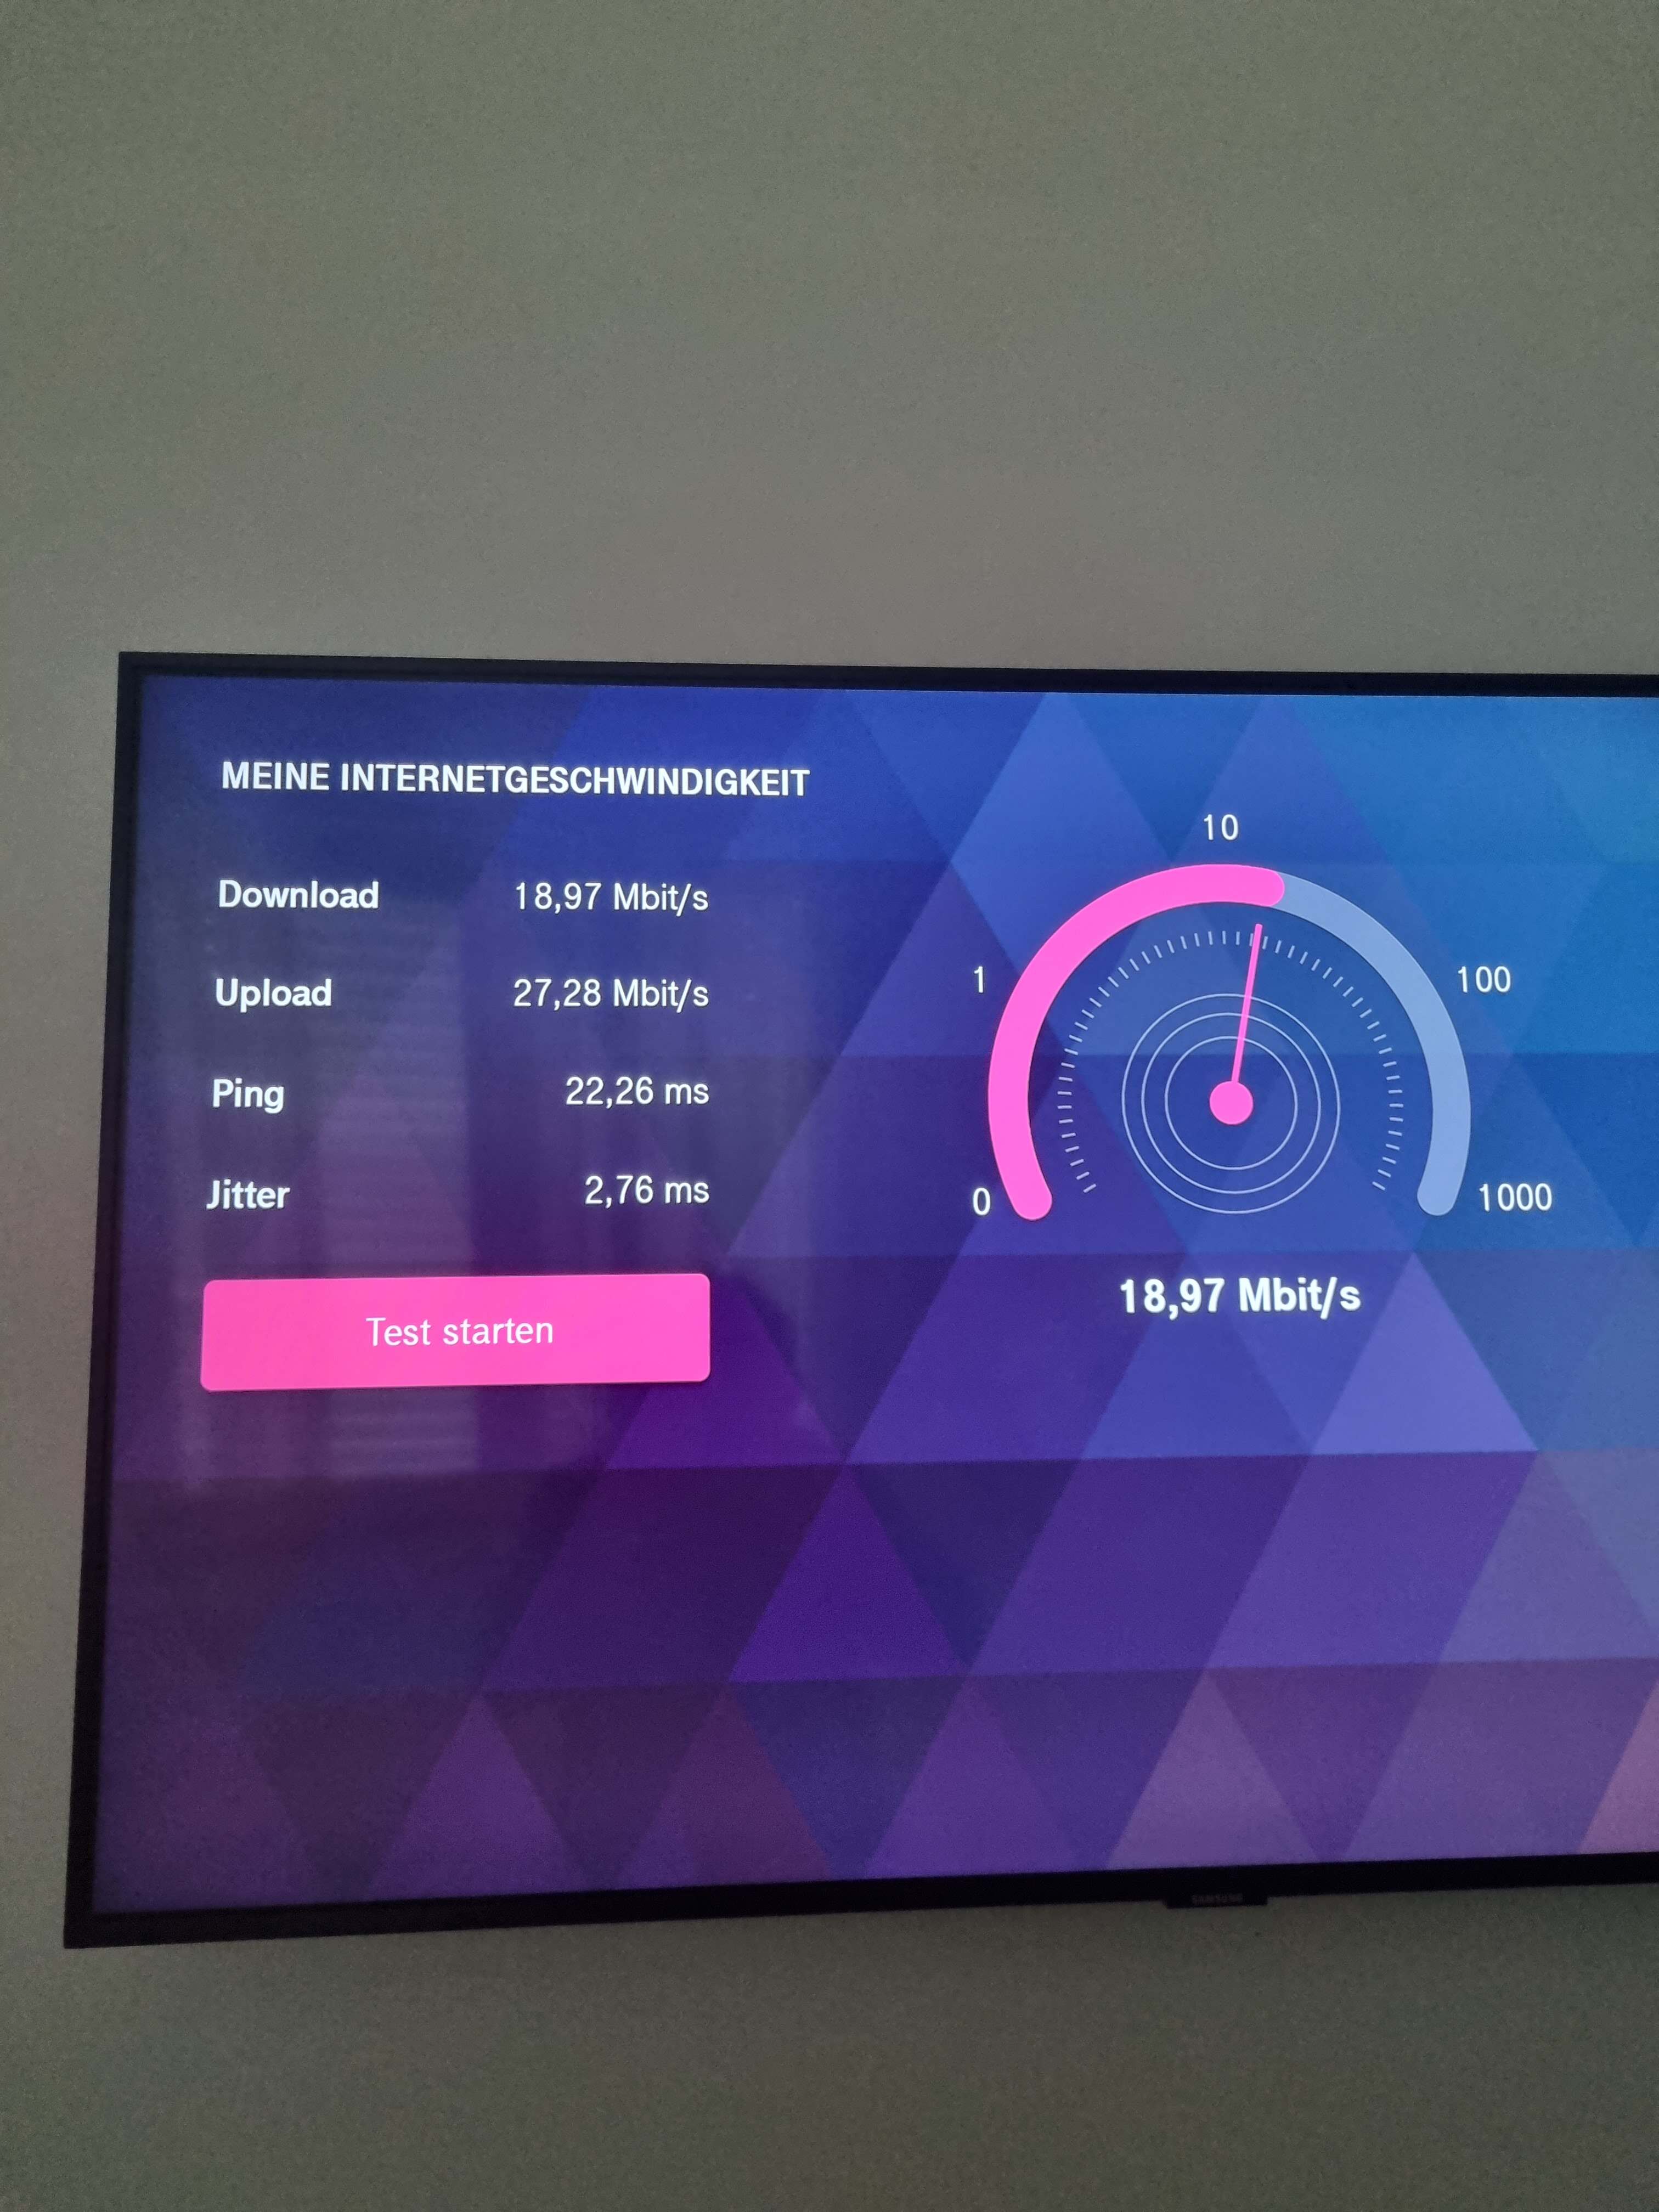 MEINE INTERNETGESCHWINDIGKEIT
Download 18,97 Mbit/s
Upload 27,28 Mbit/s
Ping 22,26 ms
Jitter 2,76 ms
Test starten
0
1
10
100
1000
18,97 Mbit/s
SAMSUNG